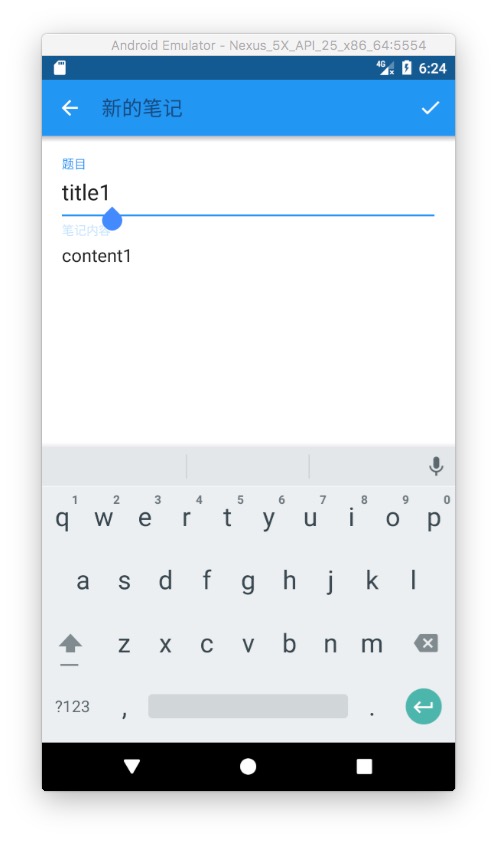 Android Emulator - Nexus_5X_API_25_x86_64:5554
4G 6:24
新的笔记
题目
title1
笔记内容
content1
1 2 3 4 5 6 7 8 9 0
q w e r t y u i o p
a s d f g h j k l
z x c v b n m
?123 , .